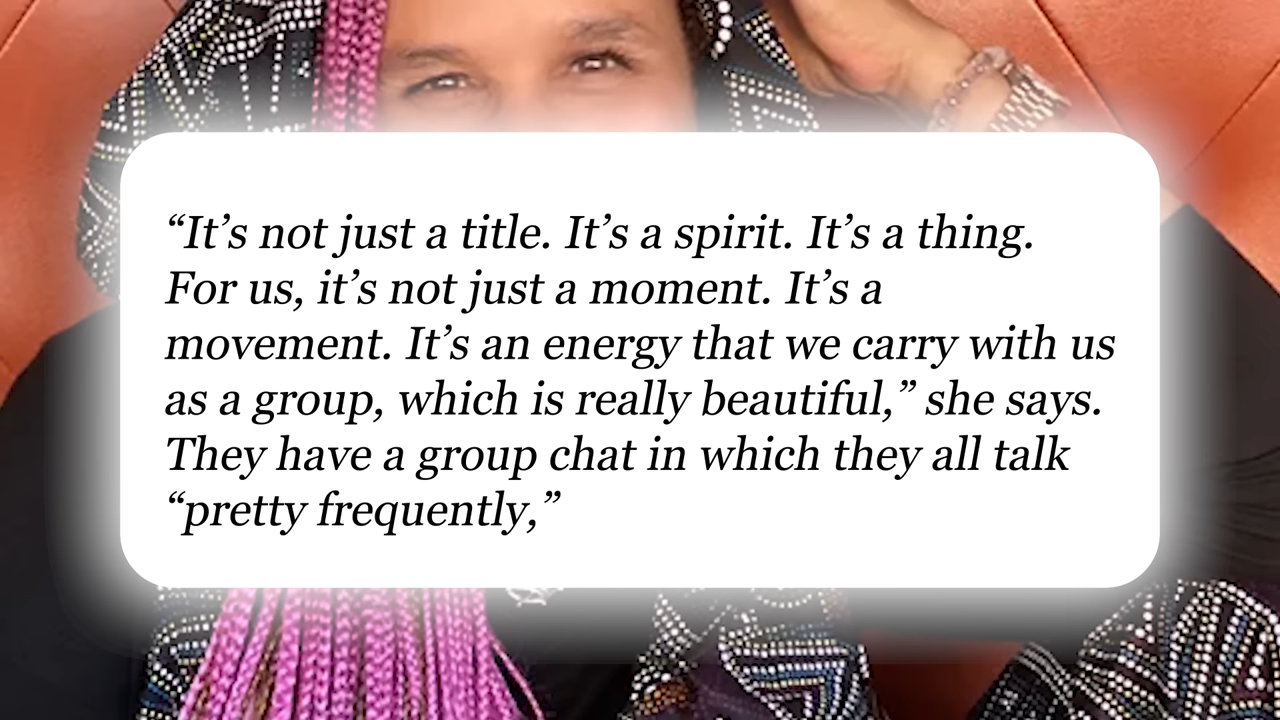 “It’s not just a title. It’s a spirit. It’s a thing.
For us, it’s not just a moment. It’s a
movement. It’s an energy that we carry with us
as a group, which is really beautiful,” she says.
They have a group chat in which they all talk
“pretty frequently,”